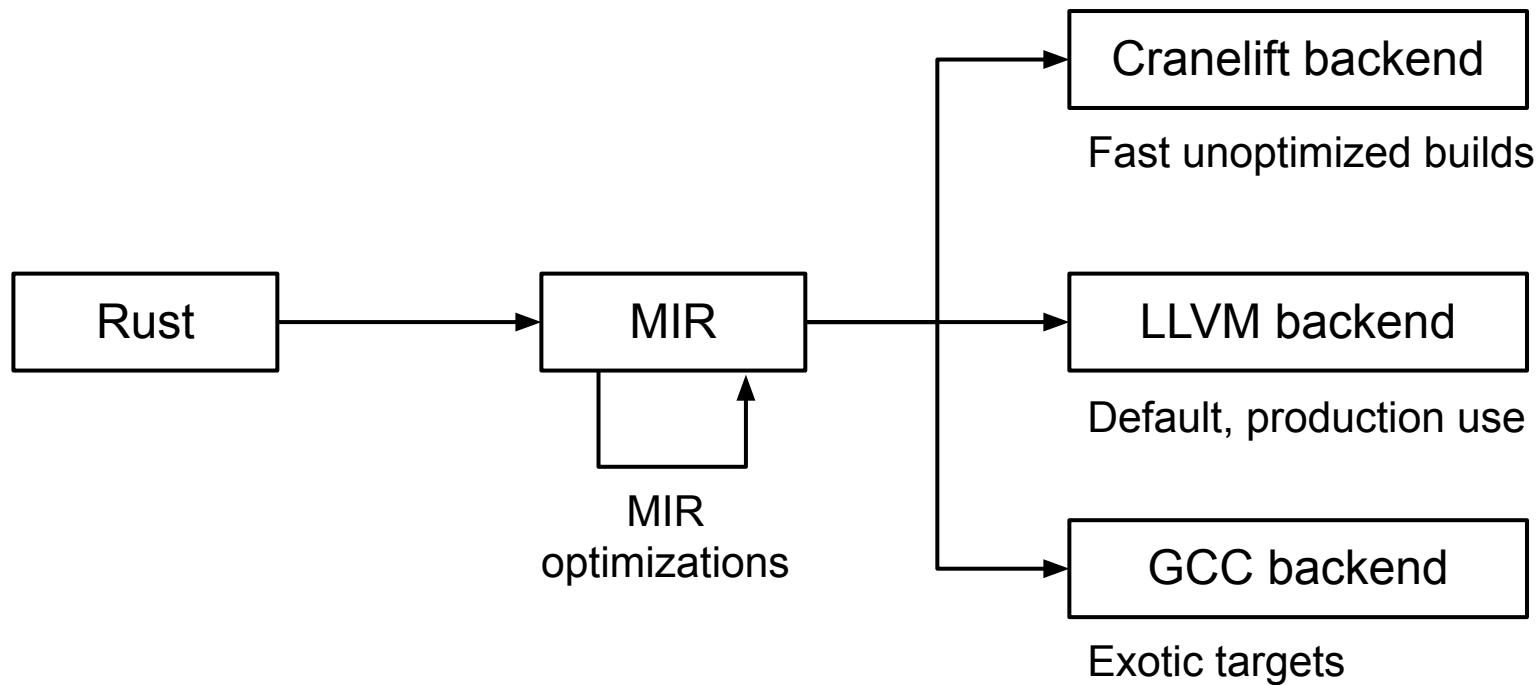 Rust
MIR
MIR
optimizations
Cranelift backend
Fast unoptimized builds
LLVM backend
Default, production use
GCC backend
Exotic targets